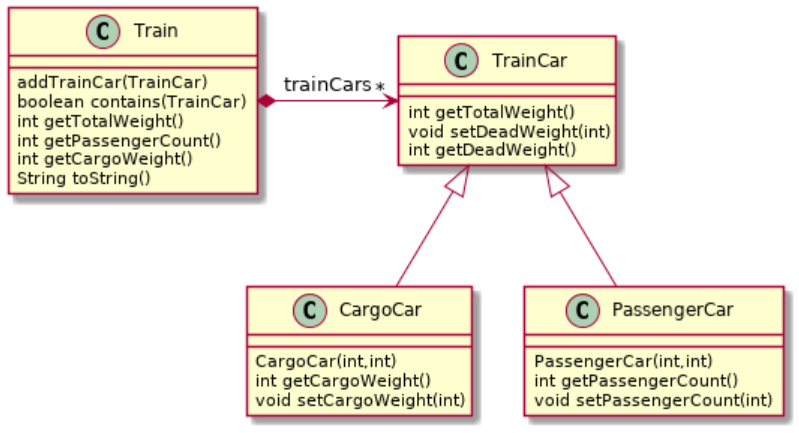 C Train
addTrainCar(TrainCar)
boolean contains(TrainCar)
int getTotalWeight()
int getPassengerCount()
int getCargoWeight()
String toString()
trainCars *
C TrainCar
int getTotalWeight()
void setDeadWeight(int)
int getDeadWeight()
C CargoCar
CargoCar(int,int)
int getCargoWeight()
void setCargoWeight(int)
C PassengerCar
PassengerCar(int,int)
int getPassengerCount()
void setPassengerCount(int)